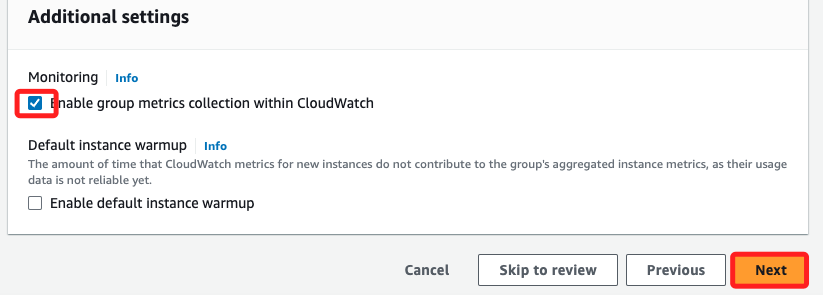 Additional settings
Monitoring Info
Enable group metrics collection within CloudWatch
Default instance warmup Info
The amount of time that CloudWatch metrics for new instances do not contribute to the group's aggregated instance metrics, as their usage
data is not reliable yet.
Enable default instance warmup
Cancel Skip to review Previous Next